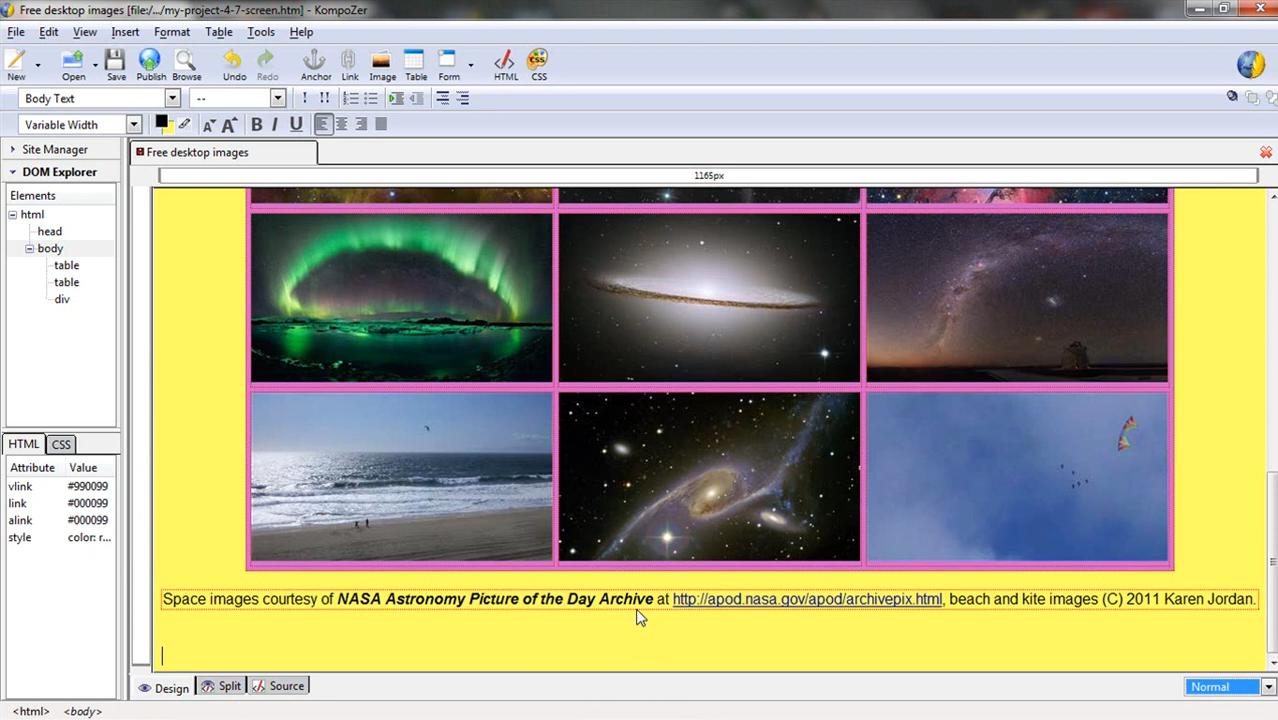 Free desktop images [file:/.../my-project-4-7-screen.htm] - KompoZer
File Edit View Insert Format Table Tools Help
New Open Save Publish Browse Undo Redo Anchor Link Image Table Form HTML CSS
Body Text -- ! !!
Variable Width A A B I U
Site Manager
Free desktop images
DOM Explorer
1165px
Elements
html
head
body
table
table
div
HTML CSS
Attribute Value
vlink #990099
link #000099
alink #000099
style color: r...
Space images courtesy of NASA Astronomy Picture of the Day Archive at http://apod.nasa.gov/apod/archivepix.html, beach and kite images (C) 2011 Karen Jordan.
Design Split Source Normal
<html> <body>